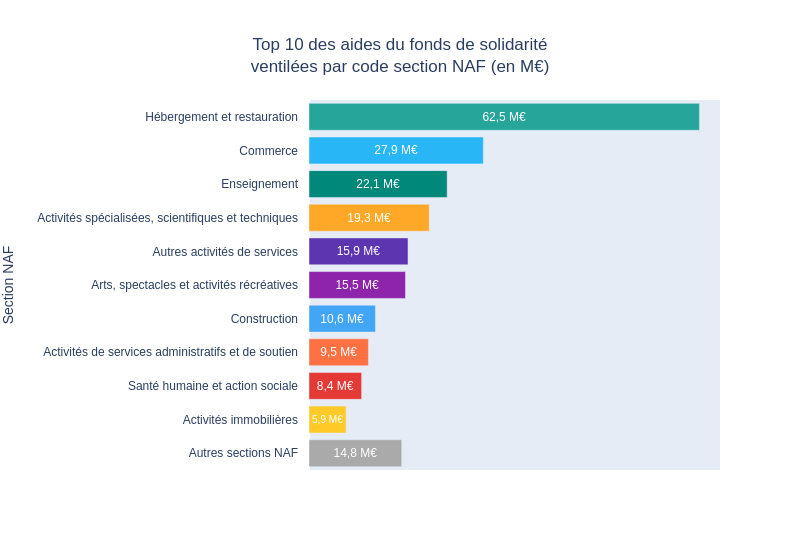 Top 10 des aides du fonds de solidarité
ventilées par code section NAF (en M€)
Section NAF
Hébergement et restauration 62,5 M€
Commerce 27,9 M€
Enseignement 22,1 M€
Activités spécialisées, scientifiques et techniques 19,3 M€
Autres activités de services 15,9 M€
Arts, spectacles et activités récréatives 15,5 M€
Construction 10,6 M€
Activités de services administratifs et de soutien 9,5 M€
Santé humaine et action sociale 8,4 M€
Activités immobilières 5,9 M€
Autres sections NAF 14,8 M€